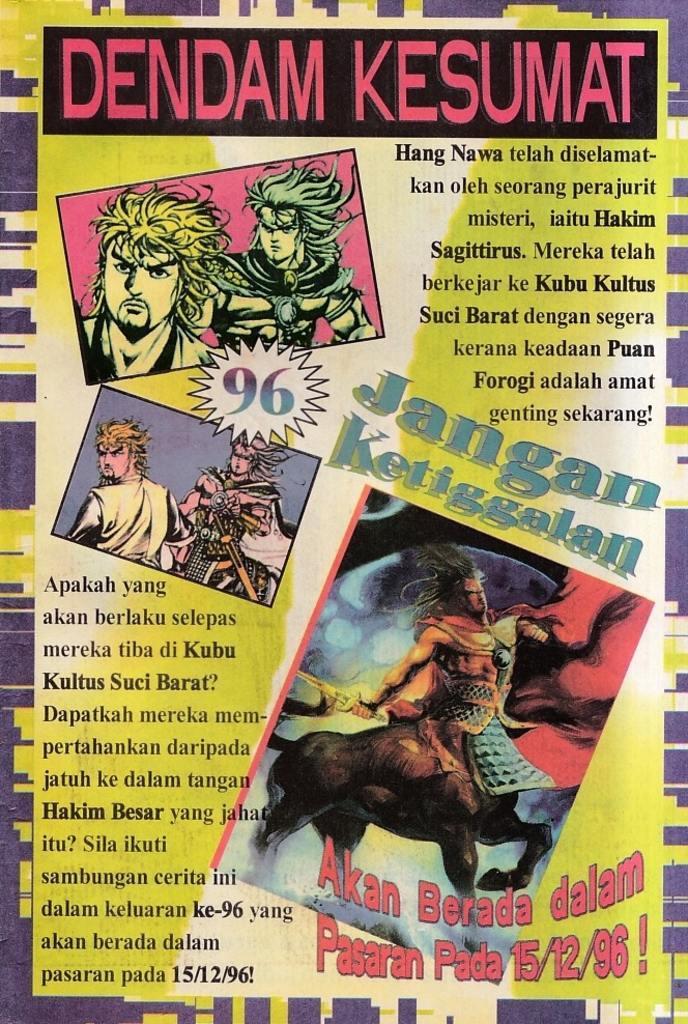 DENDAM KESUMAT
Hang Nawa telah diselamat-
kan oleh seorang perajurit
misteri, iaitu Hakim
Sagittirus. Mereka telah
berkejar ke Kubu Kultus
Suci Barat dengan segera
kerana keadaan Puan
Forogi adalah amat
genting sekarang!
96
Jangan
Ketiggalan
Apakah yang
akan berlaku selepas
mereka tiba di Kubu
Kultus Suci Barat?
Dapatkah mereka mem-
pertahankan daripada
jatuh ke dalam tangan
Hakim Besar yang jahat
itu? Sila ikuti
sambungan cerita ini
dalam keluaran ke-96 yang
akan berada dalam
pasaran pada 15/12/96!
Akan Berada dalam
Pasaran Pada 15/12/96 !